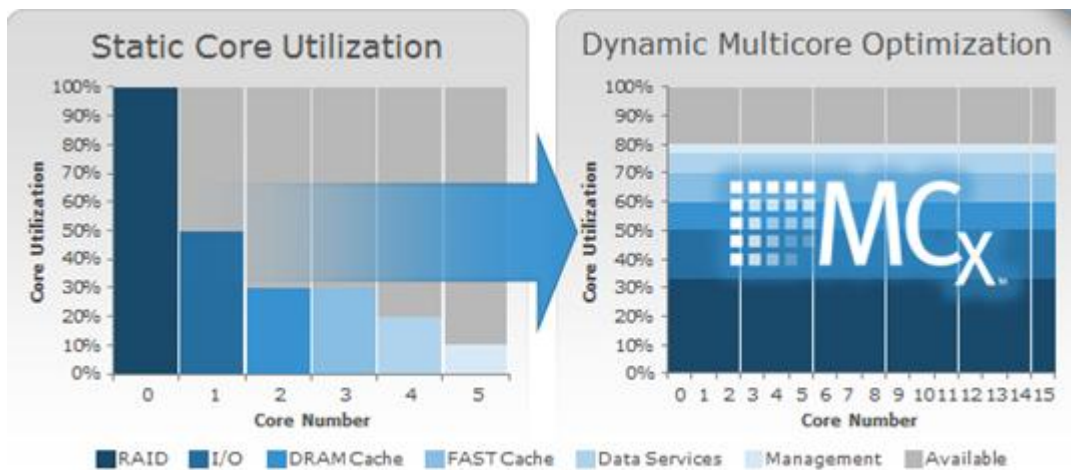 Static Core Utilization
Core Utilization
100%
90%
80%
70%
60%
50%
40%
30%
20%
10%
0%
0 1 2 3 4 5
Core Number
Dynamic Multicore Optimization
Core Utilization
100%
90%
80%
70%
60%
50%
40%
30%
20%
10%
0%
MCx
0 1 2 3 4 5 6 7 8 9 10 11 12 13 14 15
Core Number
RAID I/O DRAM Cache FAST Cache Data Services Management Available